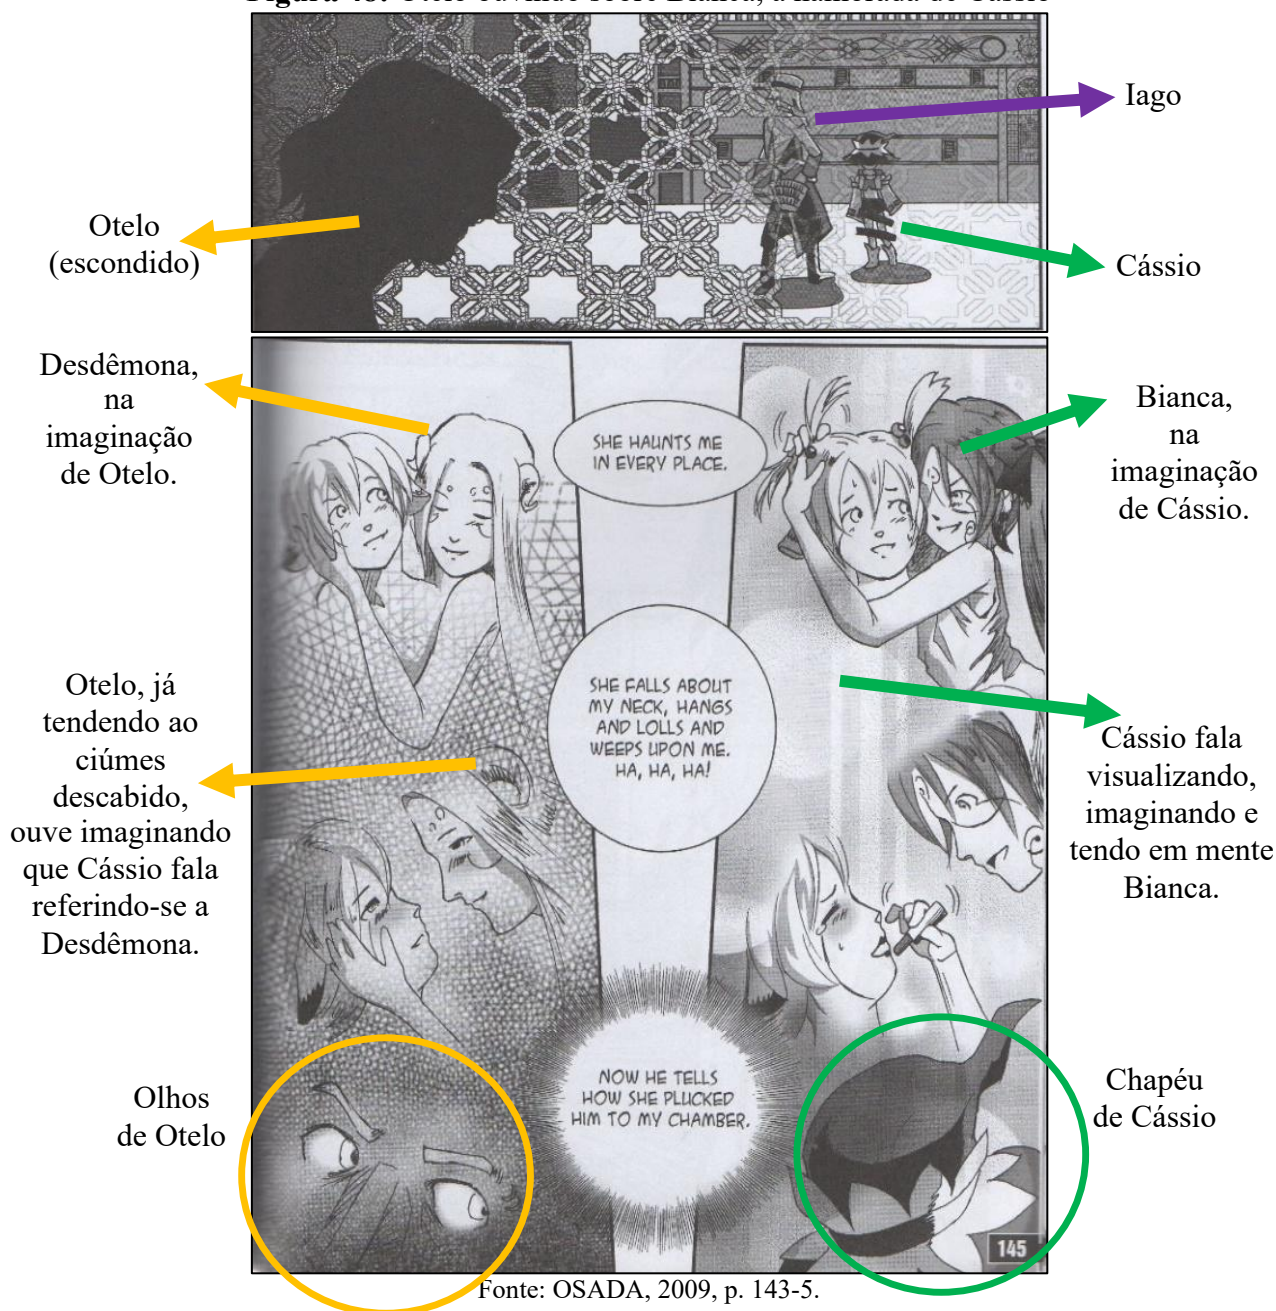 Iago
Otelo
(escondido)
Cássio
Desdêmona,
na
imaginação
de Otelo.
SHE HAUNTS ME
IN EVERY PLACE.
Bianca,
na
imaginação
de Cássio.
Otelo, já
tendendo ao
ciúmes
descabido,
ouve imaginando
que Cássio fala
referindo-se a
Desdêmona.
SHE FALLS ABOUT
MY NECK, HANGS
AND LOLLS AND
WEEPS UPON ME.
HA, HA, HA!
Cássio fala
visualizando,
imaginando e
tendo em mente
Bianca.
Olhos
de Otelo
NOW HE TELLS
HOW SHE PLUCKED
HIM TO MY CHAMBER.
Chapéu
de Cássio
145
Fonte: OSADA, 2009, p. 143-5.